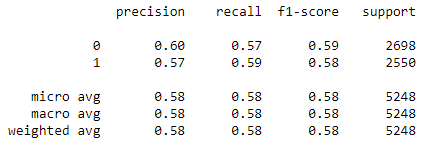 precision recall f1-score support
0 0.60 0.57 0.59 2698
1 0.57 0.59 0.58 2550
micro avg 0.58 0.58 0.58 5248
macro avg 0.58 0.58 0.58 5248
weighted avg 0.58 0.58 0.58 5248